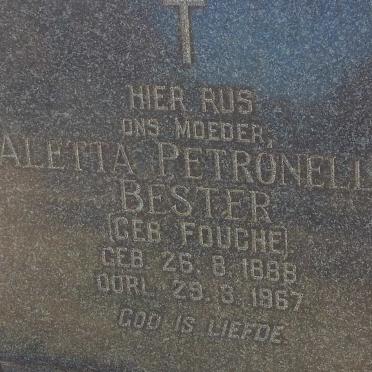 HIER RUS
ONS MOEDER,
ALETTA PETRONELL
BESTER
(GEB FOUCHE)
GEB. 26. 8. 1888
OORL. 29. 3. 1967
GOD IS LIEFDE.